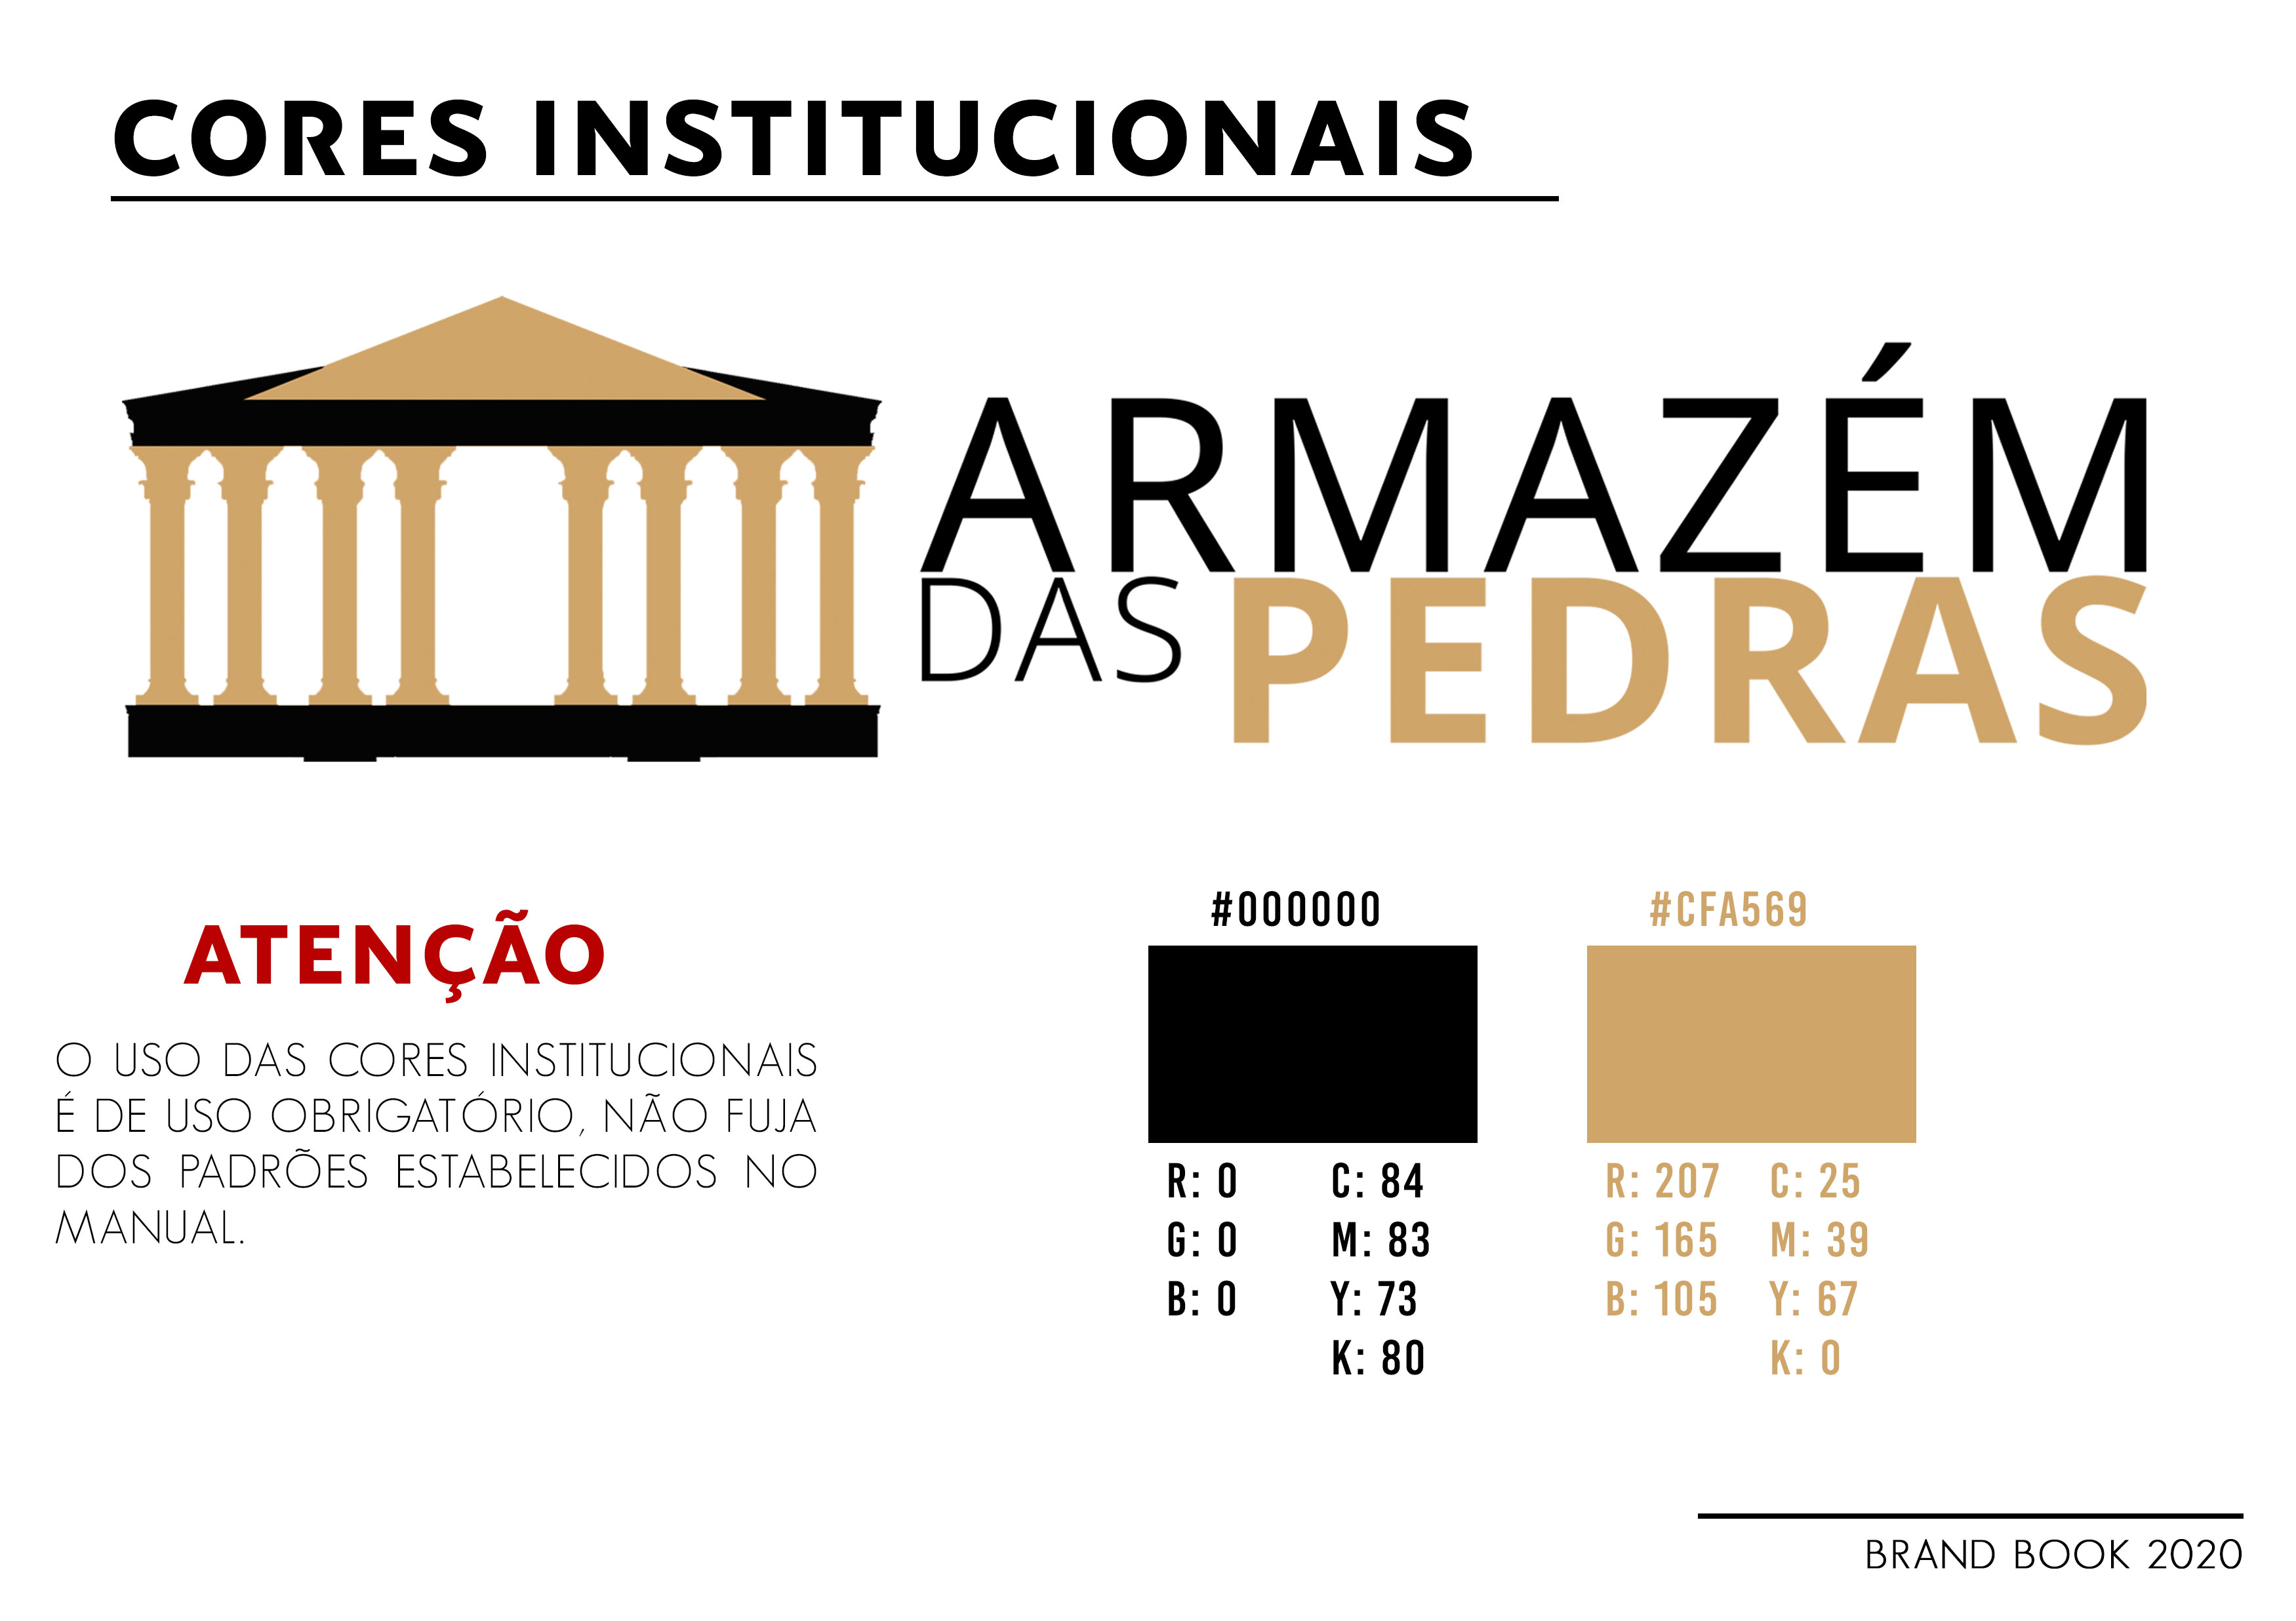 CORES INSTITUCIONAIS
ARMAZÉM
DAS PEDRAS
ATENÇÃO
O USO DAS CORES INSTITUCIONAIS
É DE USO OBRIGATÓRIO, NÃO FUJA
DOS PADRÕES ESTABELECIDOS NO
MANUAL.
#000000
R: 0 C: 84
G: 0 M: 83
B: 0 Y: 73
K: 80
#CFA569
R: 207 C: 25
G: 165 M: 39
B: 105 Y: 67
K: 0
BRAND BOOK 2020